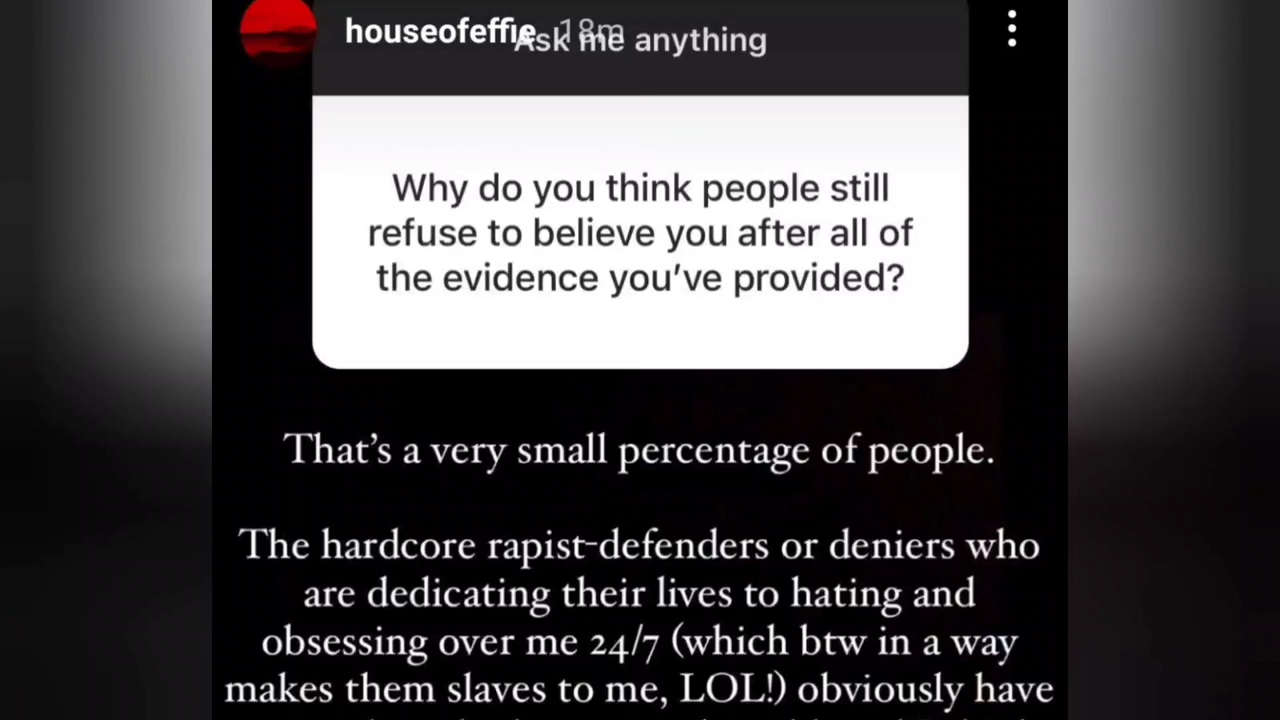 houseofeffie 18m
Ask me anything
Why do you think people still
refuse to believe you after all of
the evidence you've provided?
That's a very small percentage of people.
The hardcore rapist-defenders or deniers who
are dedicating their lives to hating and
obsessing over me 24/7 (which btw in a way
makes them slaves to me, LOL!) obviously have